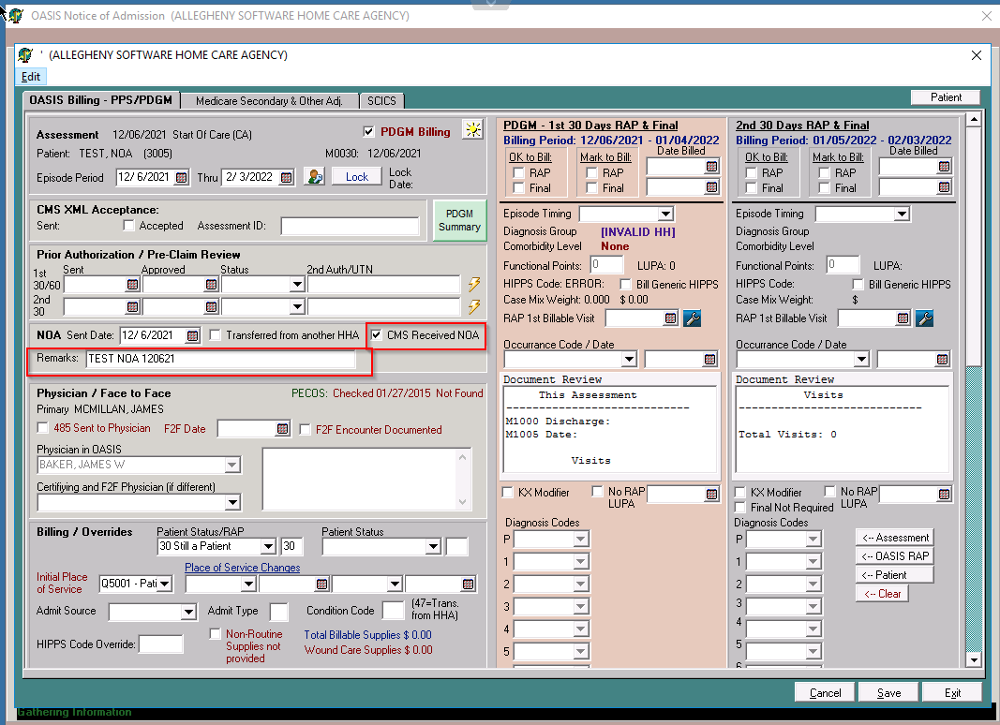 OASIS Notice of Admission (ALLEGHENY SOFTWARE HOME CARE AGENCY)
' (ALLEGHENY SOFTWARE HOME CARE AGENCY)
Edit
OASIS Billing - PPS/PDGM
Medicare Secondary & Other Adj.
SCICS
Patient
Assessment 12/06/2021 Start Of Care (CA)
PDGM Billing
Patient: TEST, NOA (3005)
M0030: 12/06/2021
Episode Period 12/ 6/2021 Thru 2/ 3/2022
Lock
Lock Date:
CMS XML Acceptance:
Sent: Accepted Assessment ID:
PDGM Summary
Prior Authorization / Pre-Claim Review
Sent Approved Status 2nd Auth/UTN
1st 30/60
2nd 30
NOA Sent Date: 12/ 6/2021 Transferred from another HHA CMS Received NOA
Remarks: TEST NOA 120621
Physician / Face to Face PECOS: Checked 01/27/2015 Not Found
Primary MCMILLAN, JAMES
485 Sent to Physician F2F Date F2F Encounter Documented
Physician in OASIS
BAKER, JAMES W
Certifiying and F2F Physician (if different)
Billing / Overrides
Patient Status/RAP Patient Status
30 Still a Patient 30
Place of Service Changes
Initial Place of Service Q5001 - Pati
Admit Source Admit Type Condition Code (47=Trans. from HHA)
HIPPS Code Override:
Non-Routine Supplies not provided
Total Billable Supplies $ 0.00
Wound Care Supplies $ 0.00
PDGM - 1st 30 Days RAP & Final
Billing Period: 12/06/2021 - 01/04/2022
OK to Bill: Mark to Bill: Date Billed
RAP RAP
Final Final
Episode Timing
Diagnosis Group [INVALID HH]
Comorbidity Level None
Functional Points: 0 LUPA: 0
HIPPS Code: ERROR: Bill Generic HIPPS
Case Mix Weight: 0.000 $ 0.00
RAP 1st Billable Visit
Occurrance Code / Date
Document Review
This Assessment
----------------------------
M1000 Discharge:
M1005 Date:
Visits
KX Modifier No RAP LUPA
Diagnosis Codes
P
1
2
3
4
5
2nd 30 Days RAP & Final
Billing Period: 01/05/2022 - 02/03/2022
OK to Bill: Mark to Bill: Date Billed
RAP RAP
Final Final
Episode Timing
Diagnosis Group
Comorbidity Level
Functional Points: 0 LUPA:
HIPPS Code: Bill Generic HIPPS
Case Mix Weight: $
RAP 1st Billable Visit
Occurrance Code / Date
Document Review
Visits
----------------------------
Total Visits: 0
KX Modifier No RAP LUPA
Final Not Required
Diagnosis Codes
P
1
2
3
4
5
6
<-- Assessment
<-- OASIS RAP
<-- Patient
<-- Clear
Cancel Save Exit
Gathering Information